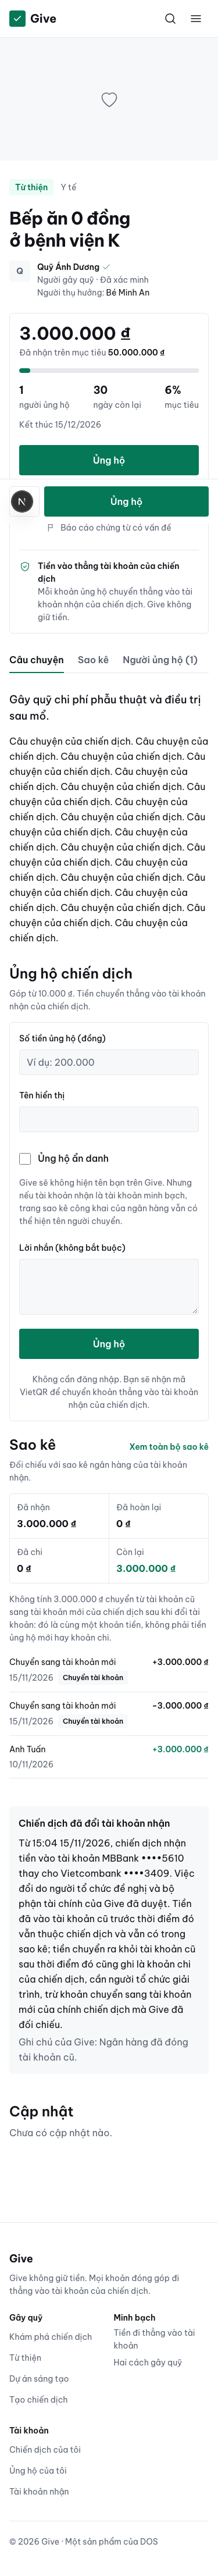 Give
Từ thiện
Y tế
Bếp ăn 0 đồng
ở bệnh viện K
Q
Quỹ Ánh Dương
Người gây quỹ · Đã xác minh
Người thụ hưởng: Bé Minh An
3.000.000 ₫
Đã nhận trên mục tiêu 50.000.000 ₫
1
người ủng hộ
30
ngày còn lại
6%
mục tiêu
Kết thúc 15/12/2026
Ủng hộ
N
Ủng hộ
Báo cáo chứng từ có vấn đề
Tiền vào thẳng tài khoản của chiến
dịch
Mỗi khoản ủng hộ chuyển thẳng vào tài
khoản nhận của chiến dịch. Give không
giữ tiền.
Câu chuyện
Sao kê
Người ủng hộ (1)
Gây quỹ chi phí phẫu thuật và điều trị
sau mổ.
Câu chuyện của chiến dịch. Câu chuyện của
chiến dịch. Câu chuyện của chiến dịch. Câu
chuyện của chiến dịch. Câu chuyện của
chiến dịch. Câu chuyện của chiến dịch. Câu
chuyện của chiến dịch. Câu chuyện của
chiến dịch. Câu chuyện của chiến dịch. Câu
chuyện của chiến dịch. Câu chuyện của
chiến dịch. Câu chuyện của chiến dịch. Câu
chuyện của chiến dịch. Câu chuyện của
chiến dịch. Câu chuyện của chiến dịch. Câu
chuyện của chiến dịch. Câu chuyện của
chiến dịch. Câu chuyện của chiến dịch. Câu
chuyện của chiến dịch. Câu chuyện của
chiến dịch.
Ủng hộ chiến dịch
Góp từ 10.000 ₫. Tiền chuyển thẳng vào tài khoản
nhận của chiến dịch.
Số tiền ủng hộ (đồng)
Ví dụ: 200.000
Tên hiển thị
Ủng hộ ẩn danh
Give sẽ không hiện tên bạn trên Give. Nhưng
nếu tài khoản nhận là tài khoản minh bạch,
trang sao kê công khai của ngân hàng vẫn có
thể hiện tên người chuyển.
Lời nhắn (không bắt buộc)
Ủng hộ
Không cần đăng nhập. Bạn sẽ nhận mã
VietQR để chuyển khoản thẳng vào tài khoản
nhận của chiến dịch.
Sao kê
Xem toàn bộ sao kê
Đối chiếu với sao kê ngân hàng của tài khoản
nhận.
Đã nhận
3.000.000 ₫
Đã hoàn lại
0 ₫
Đã chi
0 ₫
Còn lại
3.000.000 ₫
Không tính 3.000.000 ₫ chuyển từ tài khoản cũ
sang tài khoản mới của chiến dịch sau khi đổi tài
khoản: đó là cùng một khoản tiền, không phải tiền
ủng hộ mới hay khoản chi.
Chuyển sang tài khoản mới
+3.000.000 ₫
15/11/2026
Chuyển tài khoản
Chuyển sang tài khoản mới
−3.000.000 ₫
15/11/2026
Chuyển tài khoản
Anh Tuấn
+3.000.000 ₫
10/11/2026
Chiến dịch đã đổi tài khoản nhận
Từ 15:04 15/11/2026, chiến dịch nhận
tiền vào tài khoản MBBank ••••5610
thay cho Vietcombank ••••3409. Việc
đổi do người tổ chức đề nghị và bộ
phận tài chính của Give đã duyệt. Tiền
đã vào tài khoản cũ trước thời điểm đó
vẫn thuộc chiến dịch và vẫn có trong
sao kê; tiền chuyển ra khỏi tài khoản cũ
sau thời điểm đó cũng ghi là khoản chi
của chiến dịch, cần người tổ chức giải
trình, trừ khoản chuyển sang tài khoản
mới của chính chiến dịch mà Give đã
đối chiếu.
Ghi chú của Give: Ngân hàng đã đóng
tài khoản cũ.
Cập nhật
Chưa có cập nhật nào.
Give
Give không giữ tiền. Mọi khoản đóng góp đi
thẳng vào tài khoản của chiến dịch.
Gây quỹ
Khám phá chiến dịch
Từ thiện
Dự án sáng tạo
Tạo chiến dịch
Minh bạch
Tiền đi thẳng vào tài
khoản
Hai cách gây quỹ
Tài khoản
Chiến dịch của tôi
Ủng hộ của tôi
Tài khoản nhận
© 2026 Give · Một sản phẩm của DOS